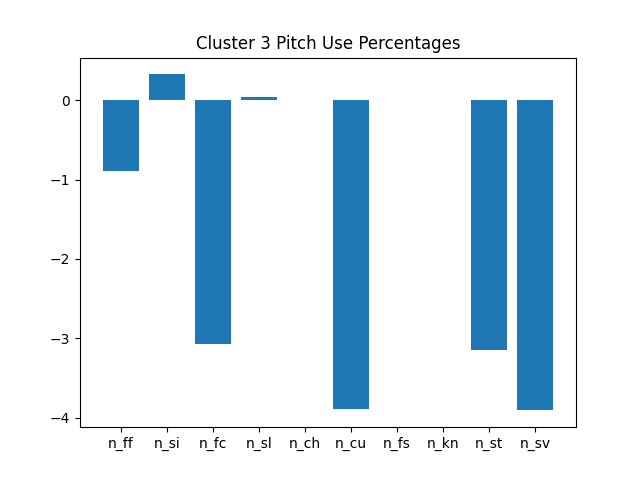 Cluster 3 Pitch Use Percentages
0
−1
−2
−3
−4
n_ff n_si n_fc n_sl n_ch n_cu n_fs n_kn n_st n_sv